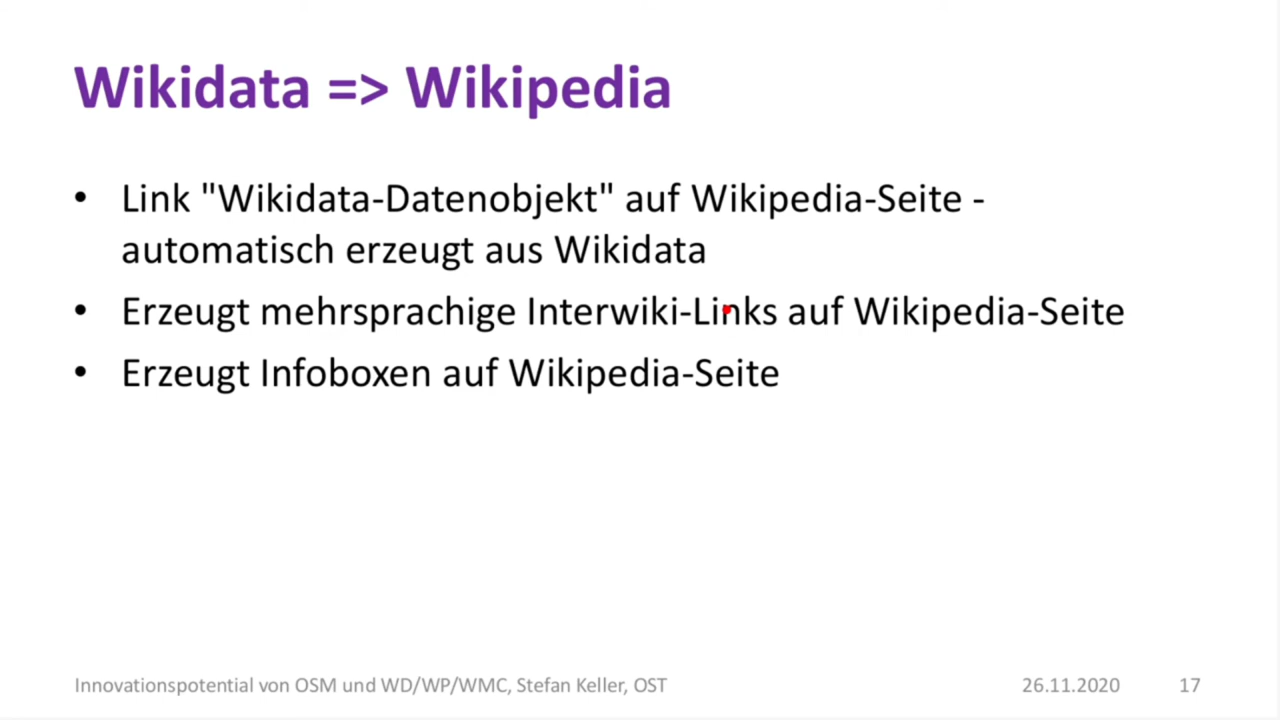 Wikidata => Wikipedia
• Link "Wikidata-Datenobjekt" auf Wikipedia-Seite -
automatisch erzeugt aus Wikidata
• Erzeugt mehrsprachige Interwiki-Links auf Wikipedia-Seite
• Erzeugt Infoboxen auf Wikipedia-Seite
Innovationspotential von OSM und WD/WP/WMC, Stefan Keller, OST 26.11.2020 17